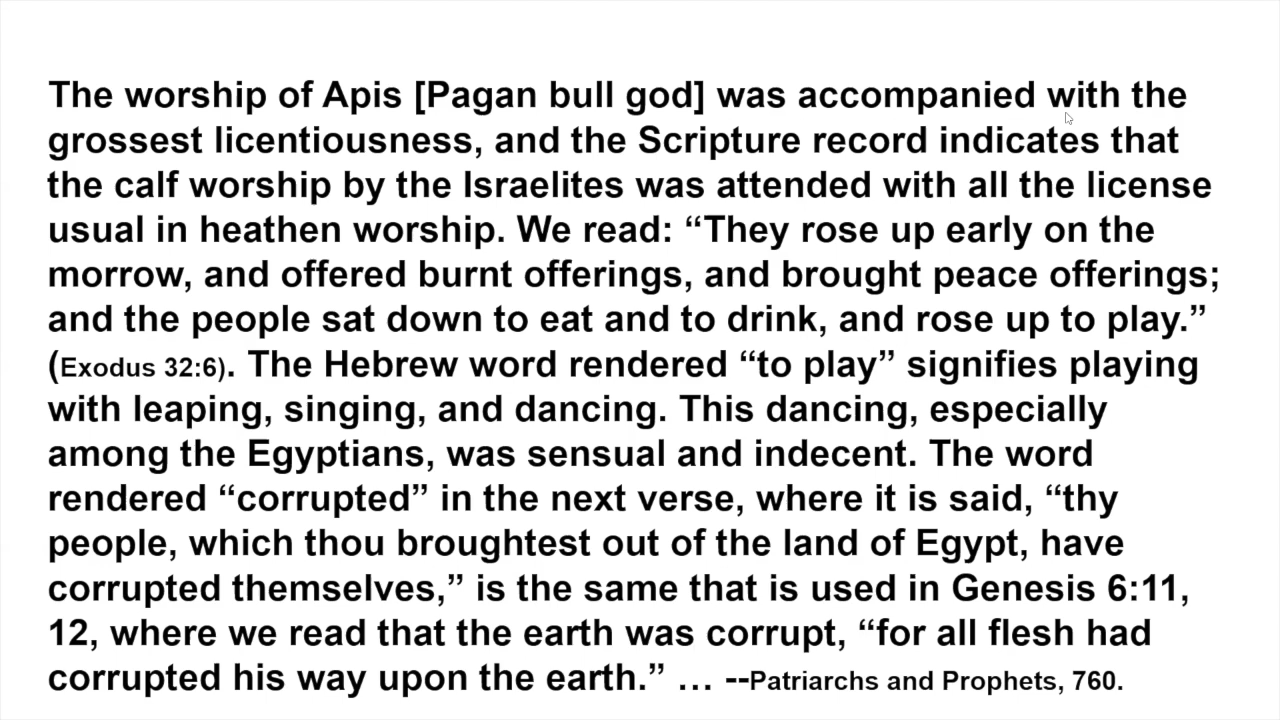 The worship of Apis [Pagan bull god] was accompanied with the
grossest licentiousness, and the Scripture record indicates that
the calf worship by the Israelites was attended with all the license
usual in heathen worship. We read: “They rose up early on the
morrow, and offered burnt offerings, and brought peace offerings;
and the people sat down to eat and to drink, and rose up to play.”
(Exodus 32:6). The Hebrew word rendered “to play” signifies playing
with leaping, singing, and dancing. This dancing, especially
among the Egyptians, was sensual and indecent. The word
rendered “corrupted” in the next verse, where it is said, “thy
people, which thou broughtest out of the land of Egypt, have
corrupted themselves,” is the same that is used in Genesis 6:11,
12, where we read that the earth was corrupt, “for all flesh had
corrupted his way upon the earth.” … --Patriarchs and Prophets, 760.